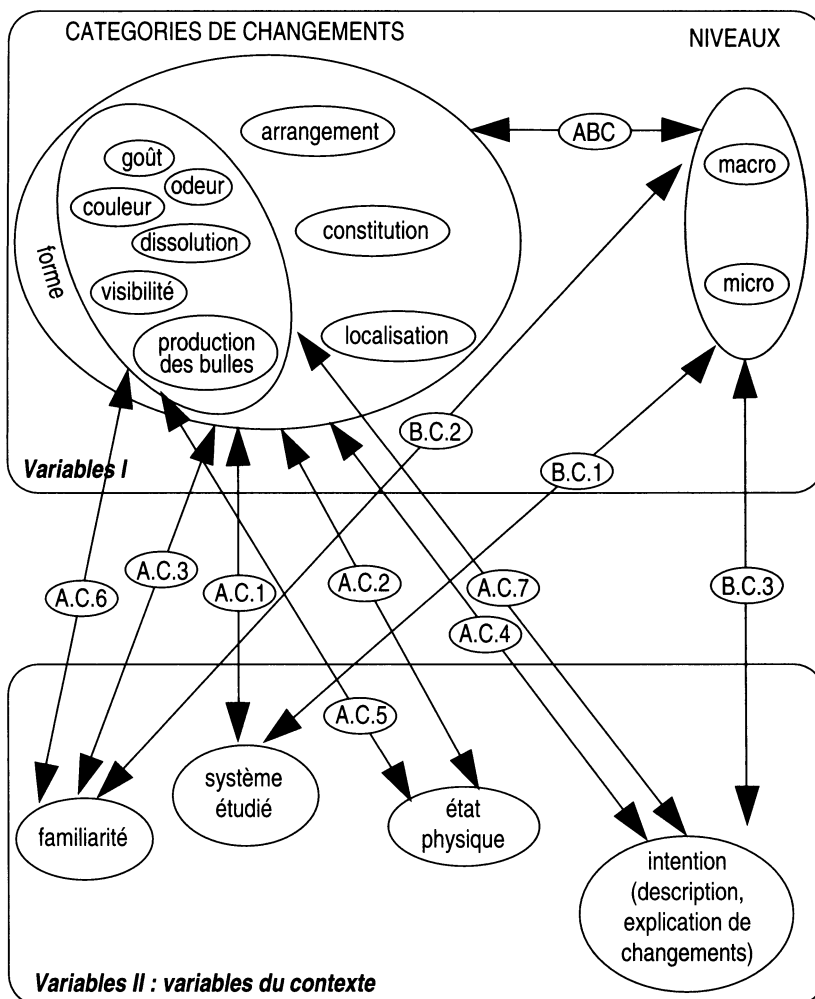 CATEGORIES DE CHANGEMENTS
NIVEAUX
arrangement
ABC
goût
macro
odeur
couleur
constitution
dissolution
forme
visibilité
micro
localisation
production
des bulles
B.C.2
Variables I
B.C.1
A.C.3
A.C.6
A.C.1
A.C.2
A.C.7
B.C.3
A.C.4
A.C.5
système
étudié
familiarité
état
physique
intention
(description,
explication de
changements)
Variables II : variables du contexte